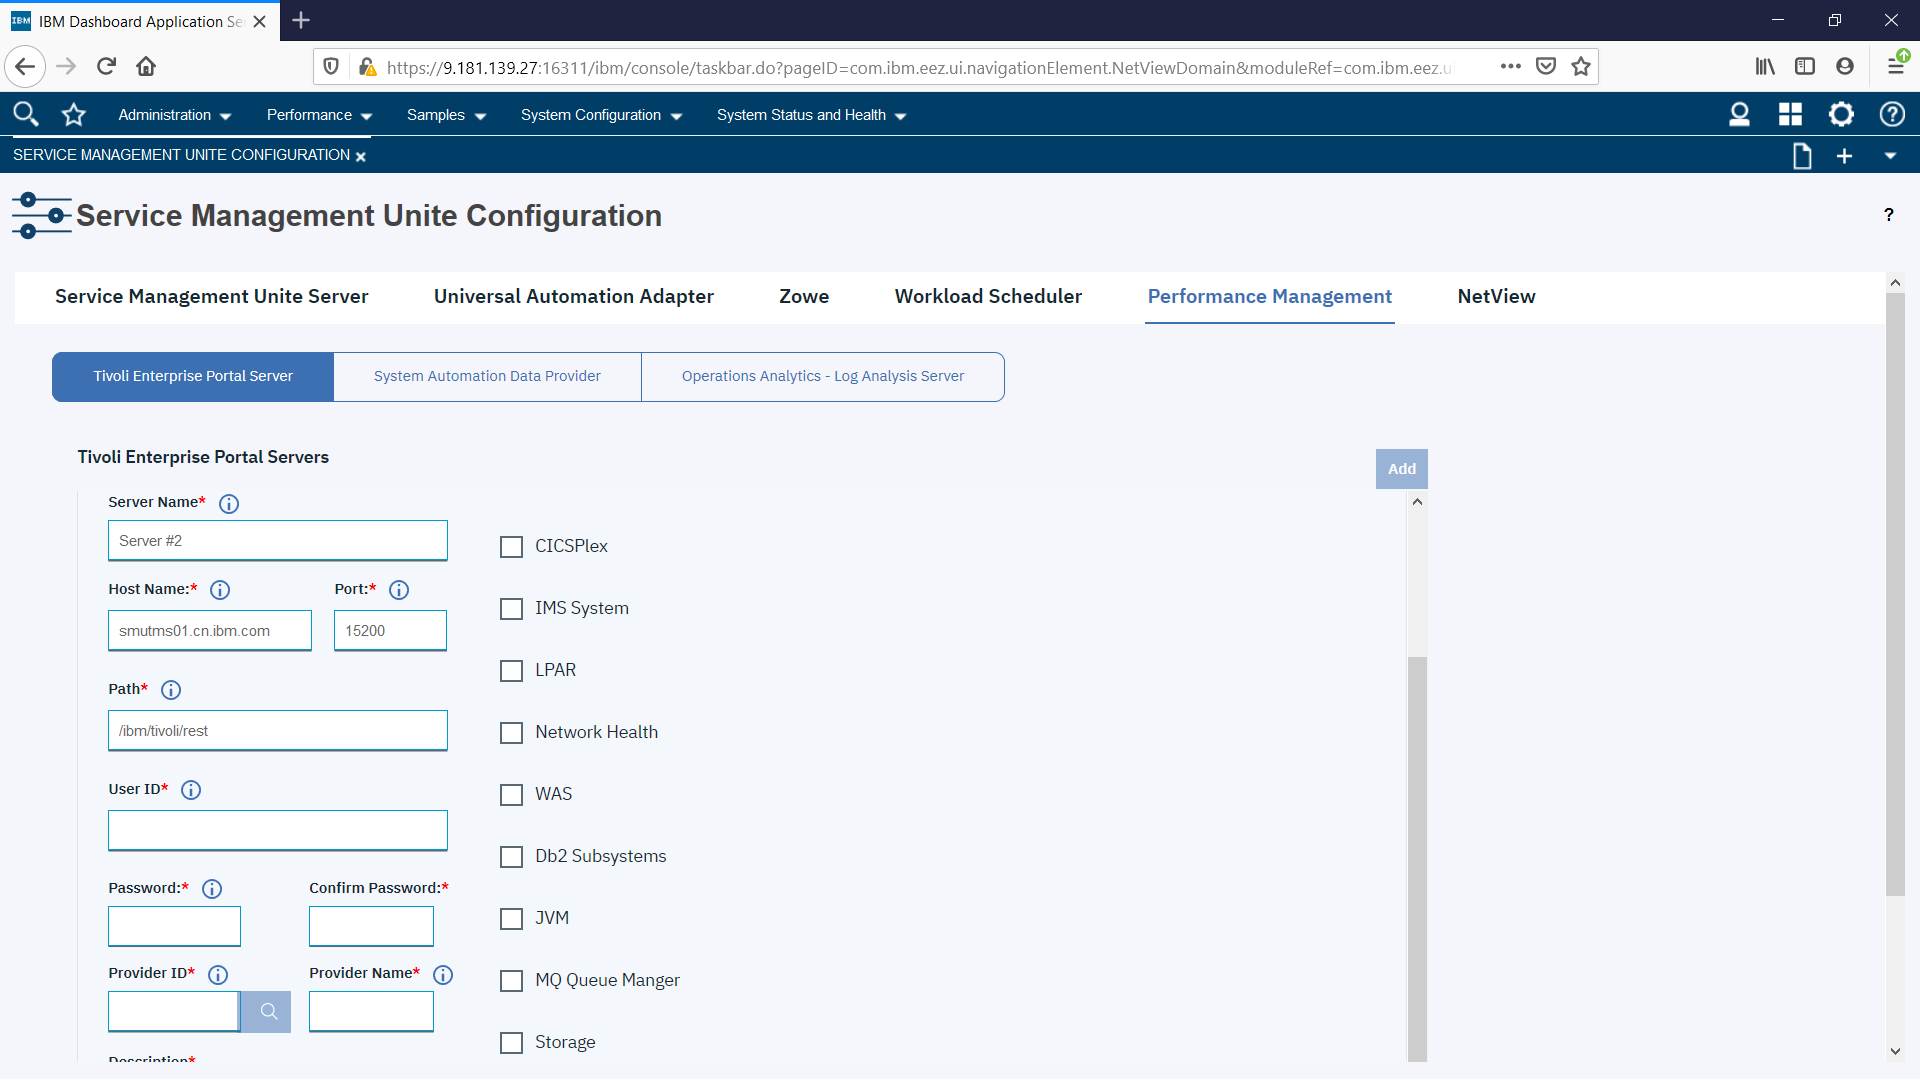 IBM Dashboard Application Se
https://9.181.139.27:16311/ibm/console/taskbar.do?pageID=com.ibm.eez.ui.navigationElement.NetViewDomain&moduleRef=com.ibm.eez.u
Administration Performance Samples System Configuration System Status and Health
SERVICE MANAGEMENT UNITE CONFIGURATION
Service Management Unite Configuration
?
Service Management Unite Server Universal Automation Adapter Zowe Workload Scheduler Performance Management NetView
Tivoli Enterprise Portal Server System Automation Data Provider Operations Analytics - Log Analysis Server
Tivoli Enterprise Portal Servers
Add
Server Name*
Server #2
CICSPlex
Host Name:* Port:*
IMS System
smutms01.cn.ibm.com 15200
LPAR
Path*
/ibm/tivoli/rest
Network Health
User ID*
WAS
Db2 Subsystems
Password:* Confirm Password:*
JVM
Provider ID* Provider Name*
MQ Queue Manger
Storage
Description*